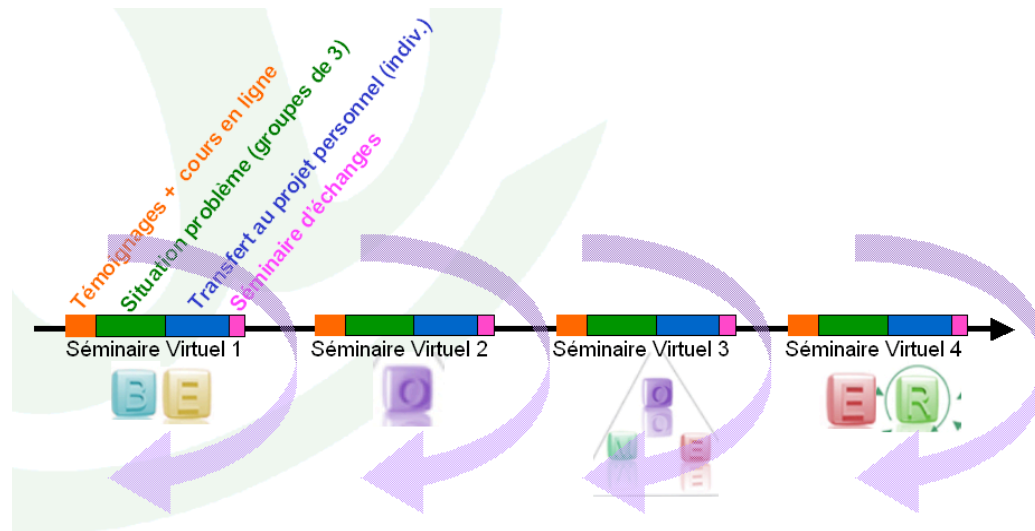 Témoignages + cours en ligne
Situation problème (groupes de 3)
Transfert au projet personnel (indiv.)
Séminaire d'échanges
Séminaire Virtuel 1
Séminaire Virtuel 2
Séminaire Virtuel 3
Séminaire Virtuel 4
B E
O
O
O
M E
E R